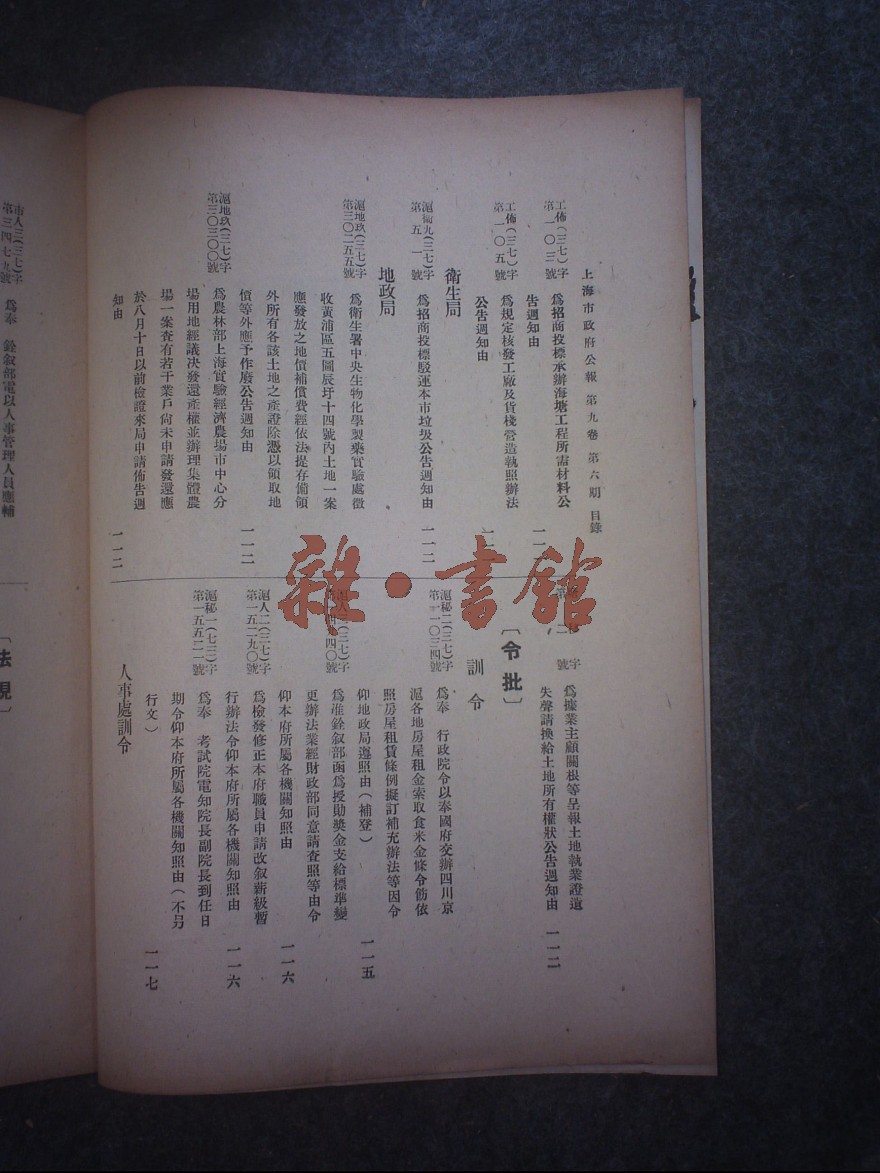 上海市政府公報 第九卷 第六期 目錄
工佈(三七)字
第一〇三號
為招商投標承辦海塘工程所需材料公
告週知由
工佈(三七)字
第一〇五號
為規定核發工廠及貨棧營造執照辦法
公告週知由
衛生局
滬衛九(三七)字
第五一號
為招商投標駁運本市垃圾公告週知由
一一二
地政局
滬地玖(三七)字
第三〇二五五號
為衛生署中央生物化學製藥實驗處徵
收黃浦區五圖辰圩十四號內土地一案
應發放之地價補償費經依法提存備領
外所有各該土地之產證除憑以領取地
價等外應予作廢公告週知由
一一二
滬地玖(三七)字
第三〇三〇〇號
為農林部上海實驗經濟農場市中心分
場用地經議决發還產權並辦理集體農
場一案查有若干業戶尙未申請發還應
於八月十日以前檢證來局申請佈告週
知由
一一二
字
號
為據業主顧關根等呈報土地執業證遺
失聲請換給土地所有權狀公告週知由
一一二
〔令批〕
訓令
滬秘二(三七)字
第一一〇三四號
為奉 行政院令以奉國府交辦四川京
滬各地房屋租金索取食米金條令飭依
照房屋租賃條例擬訂補充辦法等因令
仰地政局遵照由(補登)
一一五
為准銓敘部函為授勛獎金支給標準變
更辦法業經財政部同意請查照等由令
仰本府所屬各機關知照由
一一六
滬人二(三七)字
第一五二九〇號
為檢發修正本府職員申請改敘薪級暫
行辦法令仰本府所屬各機關知照由
一一六
滬秘一(三七)字
第一五五二一號
為奉 考試院電知院長副院長到任日
期令仰本府所屬各機關知照由(不另
行文)
一一七
人事處訓令
市人三(三七)字
第三四七九號
為奉 銓叙部電以人事管理人員應輔
〔法規〕
雜·書館